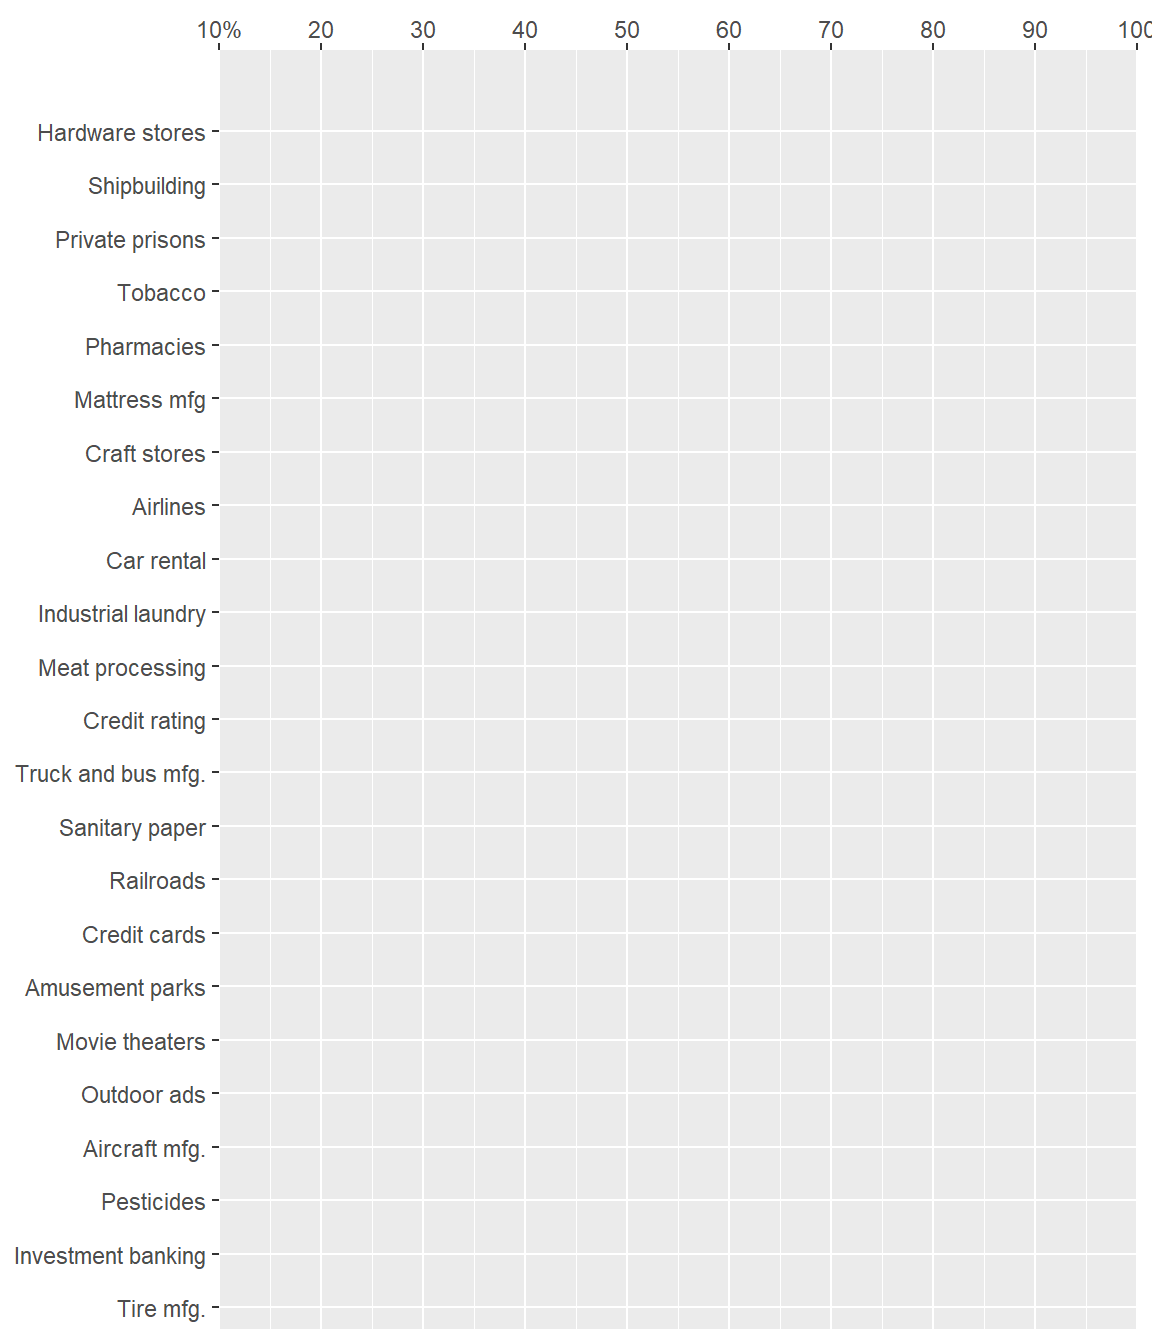 10% 20 30 40 50 60 70 80 90 100
Hardware stores
Shipbuilding
Private prisons
Tobacco
Pharmacies
Mattress mfg
Craft stores
Airlines
Car rental
Industrial laundry
Meat processing
Credit rating
Truck and bus mfg.
Sanitary paper
Railroads
Credit cards
Amusement parks
Movie theaters
Outdoor ads
Aircraft mfg.
Pesticides
Investment banking
Tire mfg.